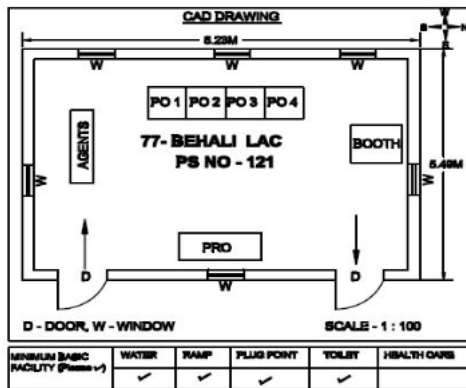 CAD DRAWING
W
S N
E
8.23M
W W W
PO 1 PO 2 PO 3 PO 4
AGENTS
77- BEHALI LAC
PS NO - 121
BOOTH
W W
5.49M
PRO
D D
W
D - DOOR, W - WINDOW SCALE - 1 : 100
MINIMUM BASIC FACILITY (Please ✓) WATER RAMP PLUG POINT TOILET HEALTH CARE
✓ ✓ ✓ ✓